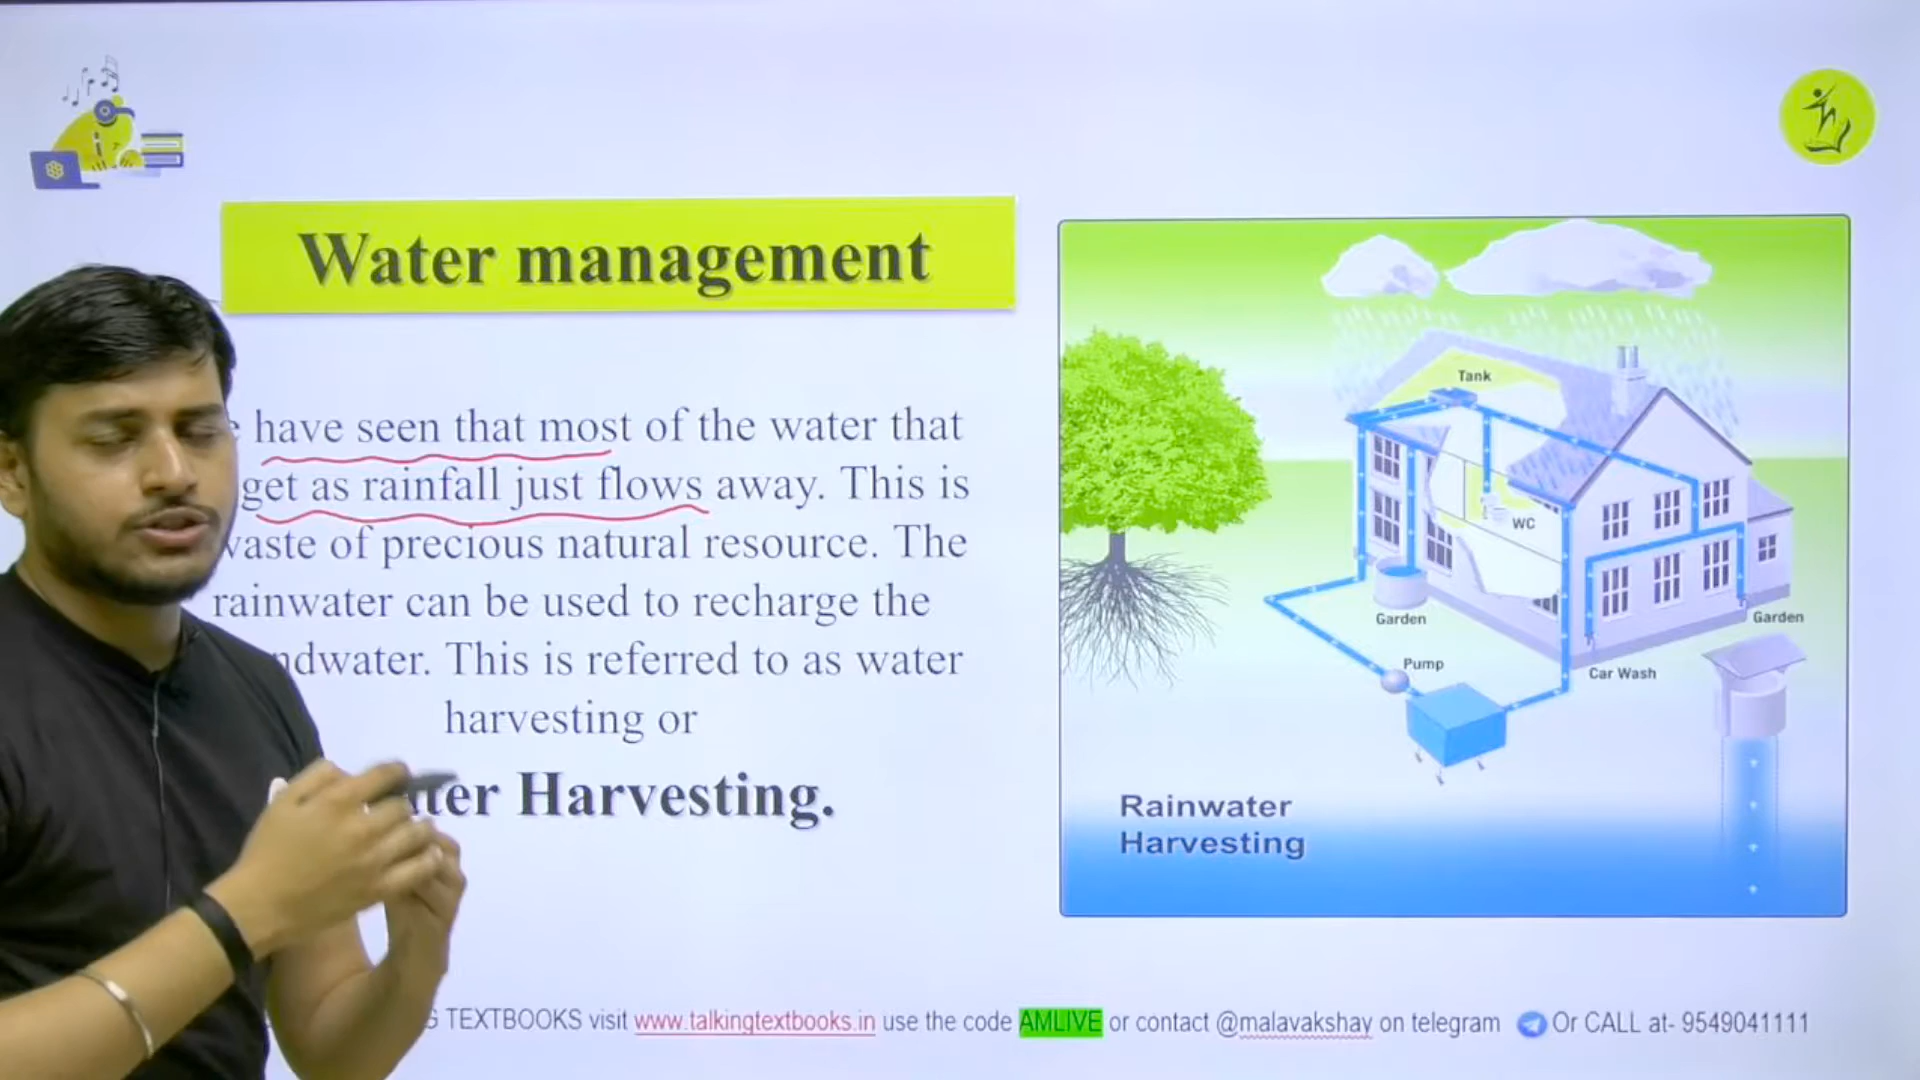 Water management
have seen that most of the water that
get as rainfall just flows away. This is
waste of precious natural resource. The
rainwater can be used to recharge the
ndwater. This is referred to as water
harvesting or
ter Harvesting.
Tank
WC
Garden
Garden
Pump
Car Wash
Rainwater
Harvesting
G TEXTBOOKS visit www.talkingtextbooks.in use the code AMLIVE or contact @malavakshay on telegram Or CALL at- 9549041111